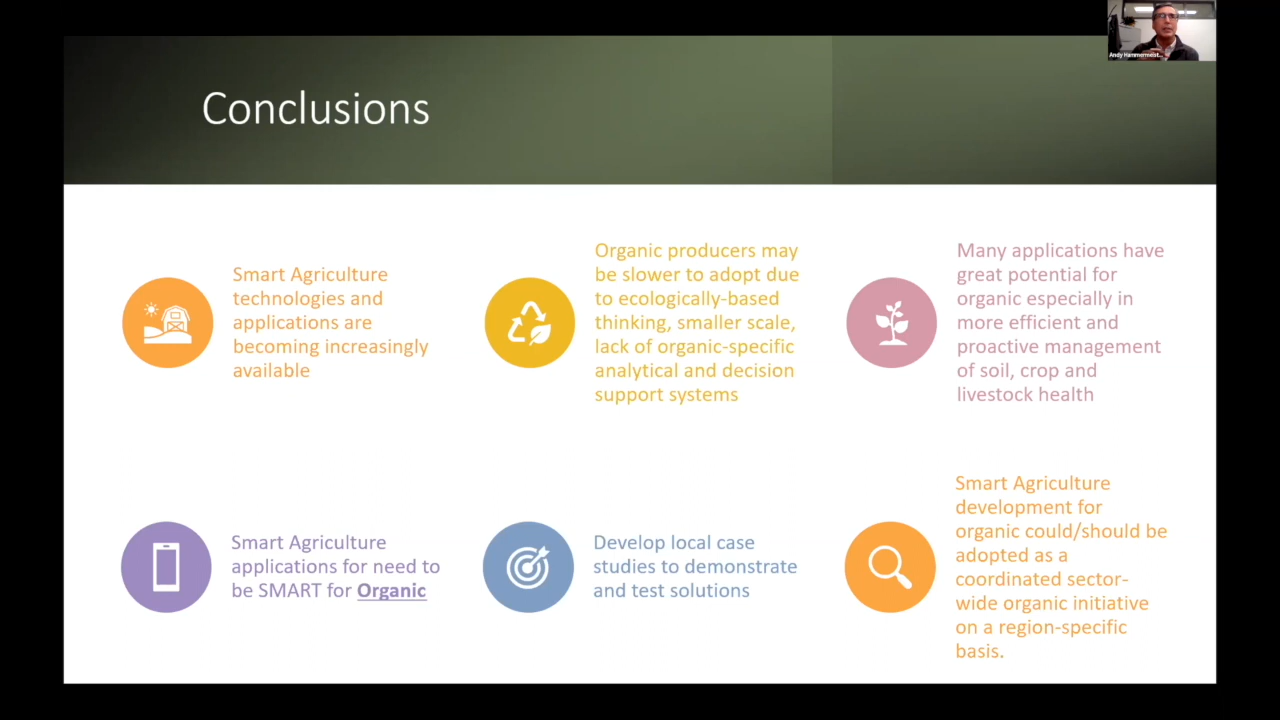 Andy Hammermeist...
Conclusions
Smart Agriculture
technologies and
applications are
becoming increasingly
available
Organic producers may
be slower to adopt due
to ecologically-based
thinking, smaller scale,
lack of organic-specific
analytical and decision
support systems
Many applications have
great potential for
organic especially in
more efficient and
proactive management
of soil, crop and
livestock health
Smart Agriculture
applications for need to
be SMART for Organic
Develop local case
studies to demonstrate
and test solutions
Smart Agriculture
development for
organic could/should be
adopted as a
coordinated sector-
wide organic initiative
on a region-specific
basis.